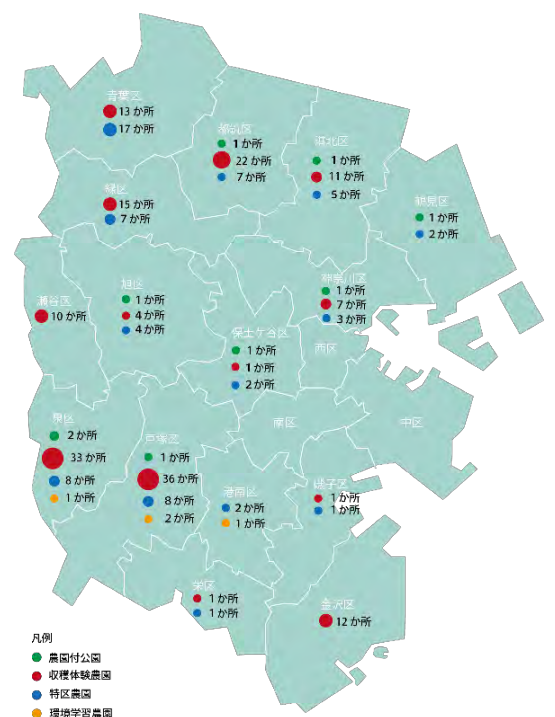 青葉区
13か所
17か所
都筑区
1か所
22か所
7か所
港北区
1か所
11か所
5か所
鶴見区
1か所
2か所
緑区
15か所
7か所
瀬谷区
10か所
旭区
1か所
4か所
4か所
神奈川区
1か所
7か所
3か所
保土ケ谷区
1か所
1か所
2か所
西区
中区
南区
泉区
2か所
33か所
8か所
1か所
戸塚区
1か所
36か所
8か所
2か所
港南区
2か所
1か所
磯子区
1か所
1か所
栄区
1か所
1か所
金沢区
12か所
凡例
農園付公園
収穫体験農園
特区農園
環境学習農園